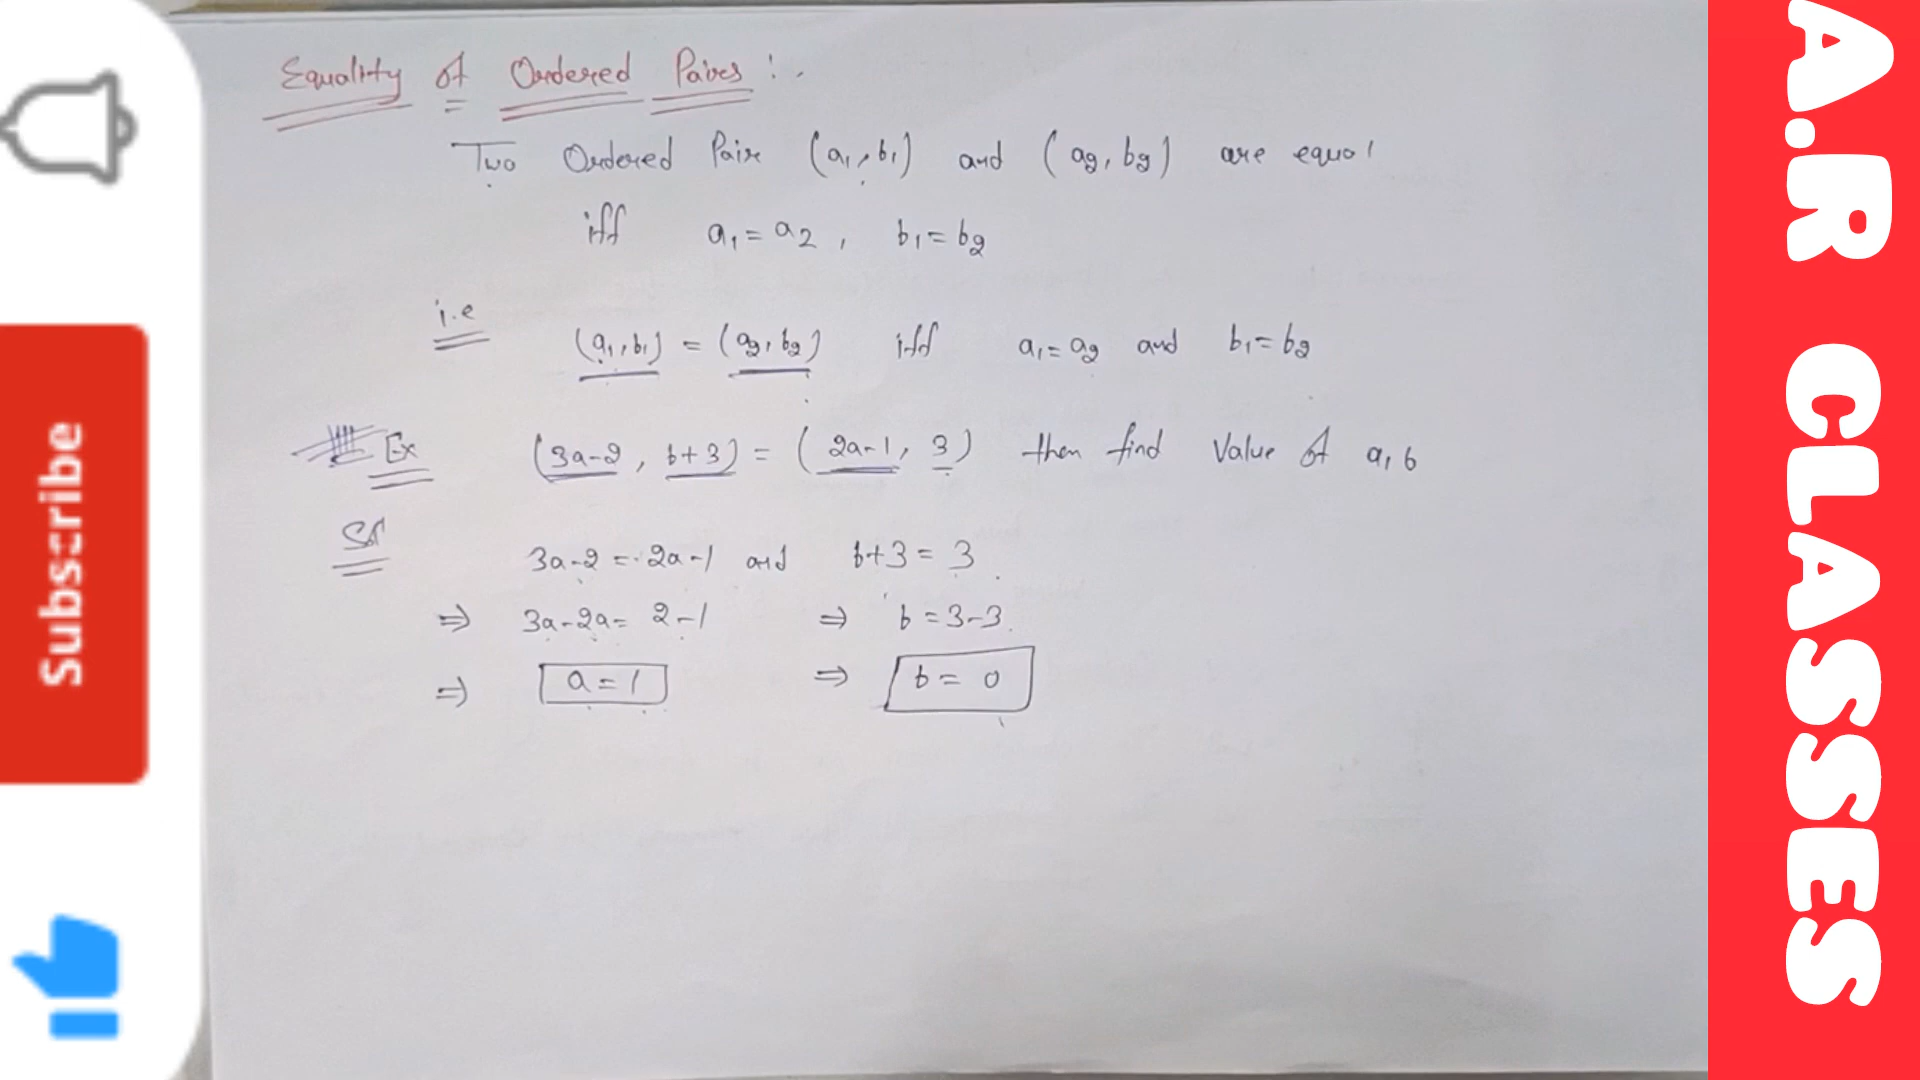 Equality of Ordered Pairs :-
Two Ordered Pair (a₁, b₁) and (a₂, b₂) are equal
iff a₁ = a₂ , b₁ = b₂
i.e (a₁, b₁) = (a₂, b₂) iff a₁ = a₂ and b₁ = b₂
Ex (3a-2, b+3) = (2a-1, 3) then find Value of a, b
Sol
3a-2 = 2a-1 and b+3 = 3
⇒ 3a-2a = 2-1 ⇒ b = 3-3
⇒ a = 1 ⇒ b = 0
Subscribe
A.R CLASSES